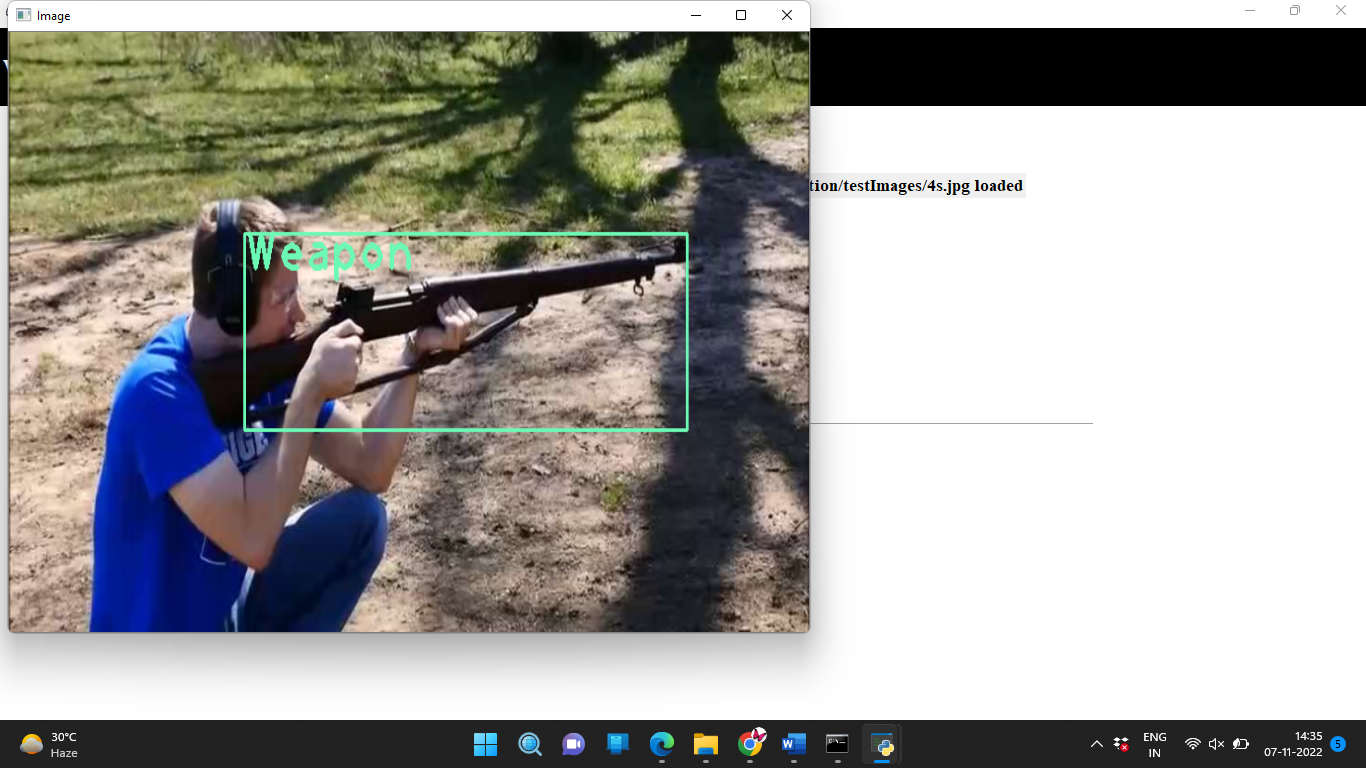 Image
tion/testImages/4s.jpg loaded
Weapon
30°C
Haze
ENG
IN
14:35
07-11-2022
5